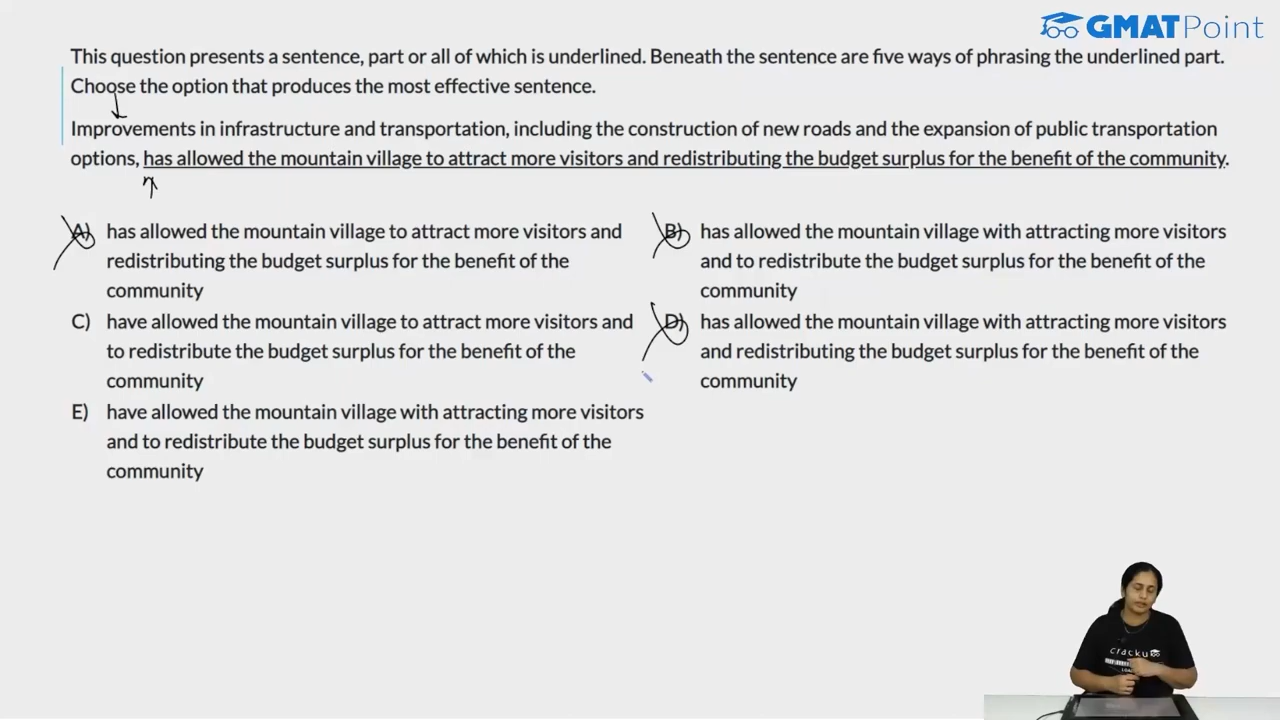 GMATPoint
This question presents a sentence, part or all of which is underlined. Beneath the sentence are five ways of phrasing the underlined part.
Choose the option that produces the most effective sentence.
Improvements in infrastructure and transportation, including the construction of new roads and the expansion of public transportation
options, has allowed the mountain village to attract more visitors and redistributing the budget surplus for the benefit of the community.
A) has allowed the mountain village to attract more visitors and
redistributing the budget surplus for the benefit of the
community
B) has allowed the mountain village with attracting more visitors
and to redistribute the budget surplus for the benefit of the
community
C) have allowed the mountain village to attract more visitors and
to redistribute the budget surplus for the benefit of the
community
D) has allowed the mountain village with attracting more visitors
and redistributing the budget surplus for the benefit of the
community
E) have allowed the mountain village with attracting more visitors
and to redistribute the budget surplus for the benefit of the
community
cracku